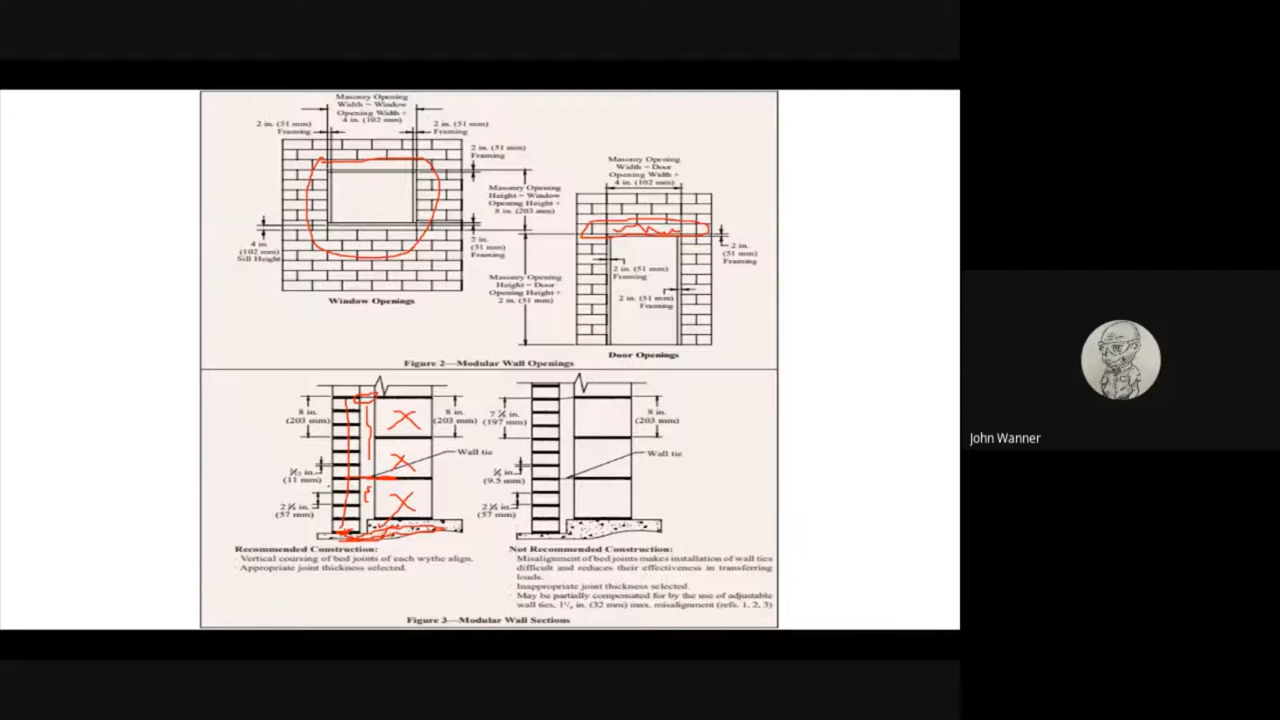 Masonry Opening
Width = Window
Opening Width +
4 in. (102 mm)
2 in. (51 mm)
Framing
2 in. (51 mm)
Framing
2 in. (51 mm)
Framing
Masonry Opening
Height = Window
Opening Height +
8 in. (203 mm)
4 in.
(102 mm)
Sill Height
2 in.
(51 mm)
Framing
Window Openings
Masonry Opening
Width = Door
Opening Width +
4 in. (102 mm)
2 in.
(51 mm)
Framing
Masonry Opening
Height = Door
Opening Height +
2 in. (51 mm)
2 in. (51 mm)
Framing
2 in. (51 mm)
Framing
Door Openings
Figure 2—Modular Wall Openings
8 in.
(203 mm)
8 in.
(203 mm)
Wall tie
in.
(11 mm)
2 ¼ in.
(57 mm)
7 ¾ in.
(197 mm)
8 in.
(203 mm)
Wall tie
⅜ in.
(9.5 mm)
2 ¼ in.
(57 mm)
Recommended Construction:
· Vertical coursing of bed joints of each wythe align.
· Appropriate joint thickness selected.
Not Recommended Construction:
· Misalignment of bed joints makes installation of wall ties
difficult and reduces their effectiveness in transferring
loads.
· Inappropriate joint thickness selected.
· May be partially compensated for by the use of adjustable
wall ties, 1¼ in. (32 mm) max. misalignment (refs. 1, 2, 3)
Figure 3—Modular Wall Sections
John Wanner